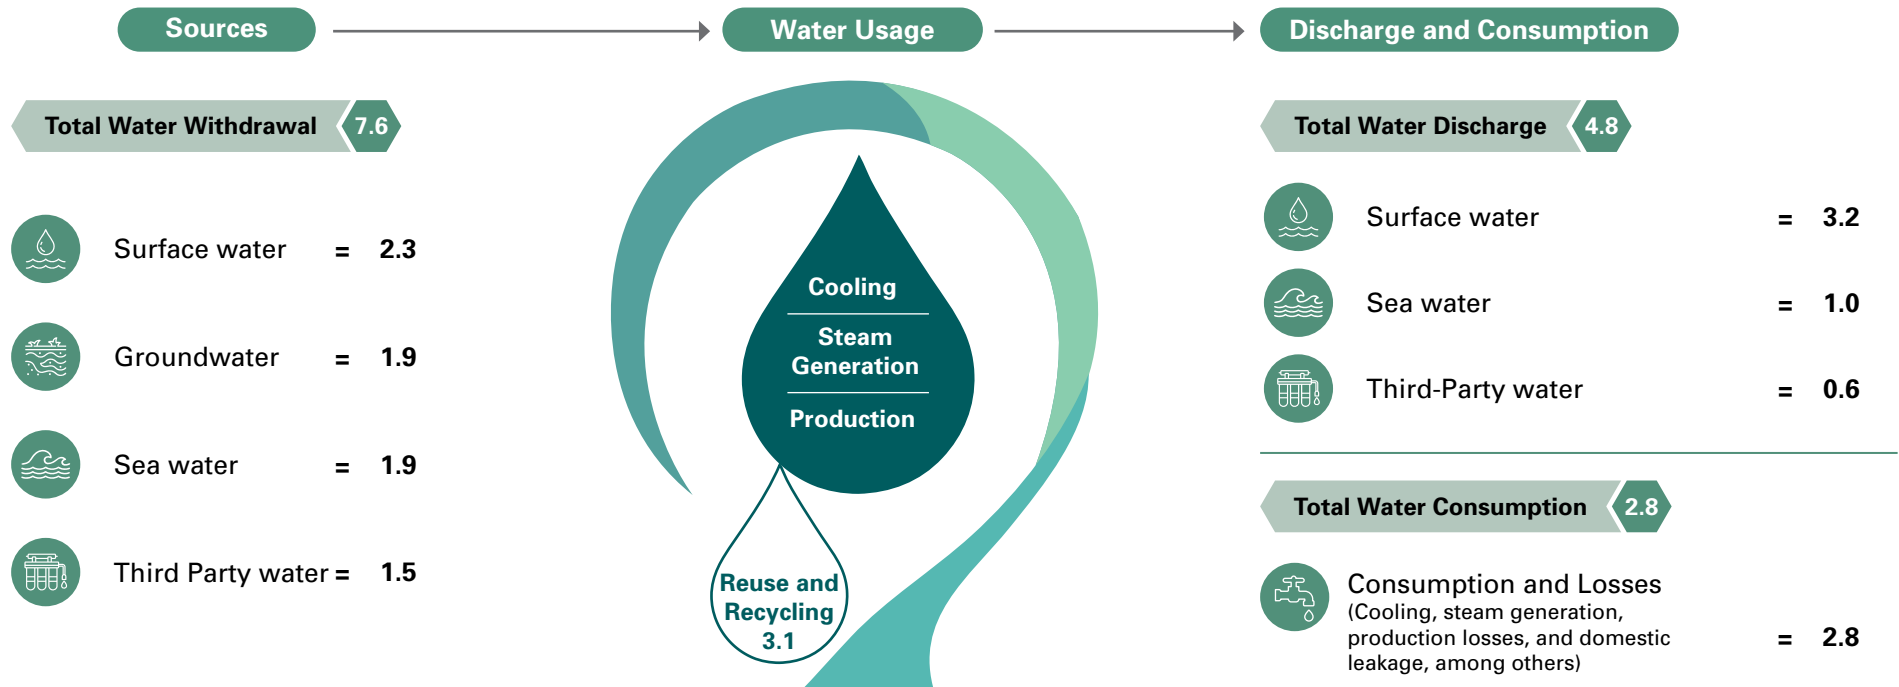 Sources
Water Usage
Discharge and Consumption
Total Water Withdrawal 7.6
Surface water = 2.3
Groundwater = 1.9
Sea water = 1.9
Third Party water = 1.5
Cooling
Steam
Generation
Production
Reuse and
Recycling
3.1
Total Water Discharge 4.8
Surface water = 3.2
Sea water = 1.0
Third-Party water = 0.6
Total Water Consumption 2.8
Consumption and Losses
(Cooling, steam generation,
production losses, and domestic = 2.8
leakage, among others)